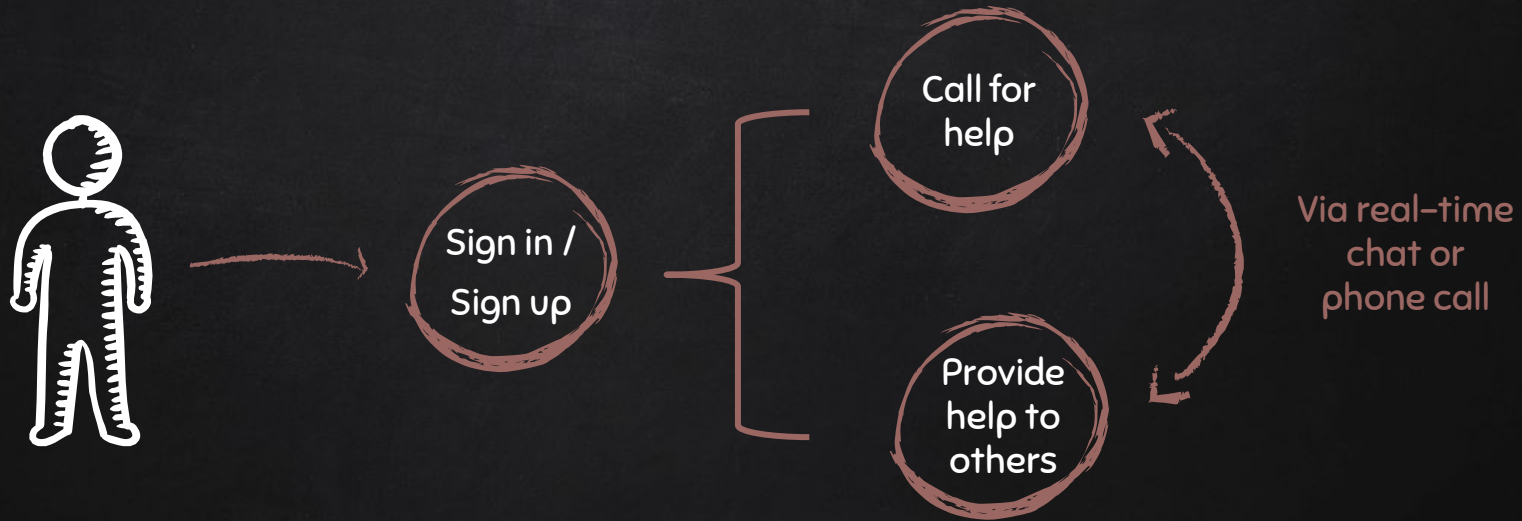 Sign in /
Sign up
Call for
help
Provide
help to
others
Via real-time
chat or
phone call